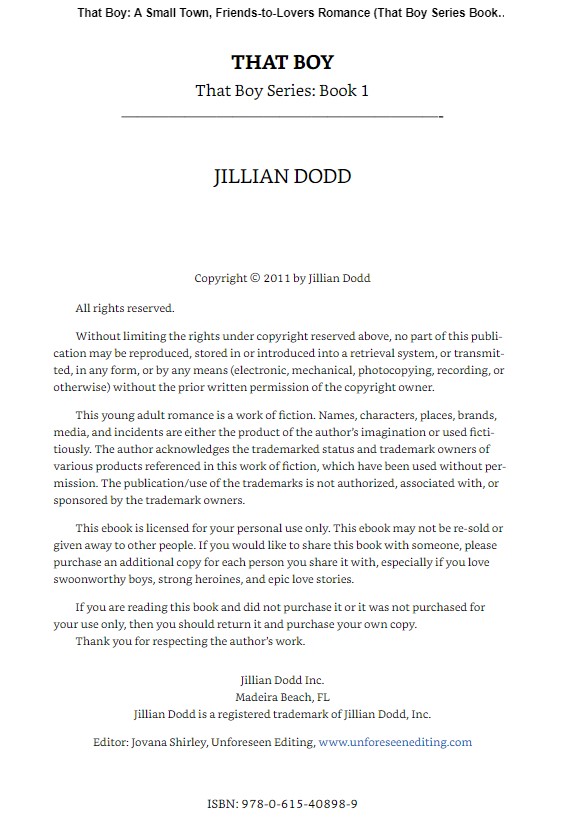 That Boy: A Small Town, Friends-to-Lovers Romance (That Boy Series Book..
THAT BOY
That Boy Series: Book 1
JILLIAN DODD
Copyright © 2011 by Jillian Dodd
All rights reserved.
Without limiting the rights under copyright reserved above, no part of this publi-
cation may be reproduced, stored in or introduced into a retrieval system, or transmit-
ted, in any form, or by any means (electronic, mechanical, photocopying, recording, or
otherwise) without the prior written permission of the copyright owner.
This young adult romance is a work of fiction. Names, characters, places, brands,
media, and incidents are either the product of the author's imagination or used ficti-
tiously. The author acknowledges the trademarked status and trademark owners of
various products referenced in this work of fiction, which have been used without per-
mission. The publication/use of the trademarks is not authorized, associated with, or
sponsored by the trademark owners.
This ebook is licensed for your personal use only. This ebook may not be re-sold or
given away to other people. If you would like to share this book with someone, please
purchase an additional copy for each person you share it with, especially if you love
swoonworthy boys, strong heroines, and epic love stories.
If you are reading this book and did not purchase it or it was not purchased for
your use only, then you should return it and purchase your own copy.
Thank you for respecting the author's work.
Jillian Dodd Inc.
Madeira Beach, FL
Jillian Dodd is a registered trademark of Jillian Dodd, Inc.
Editor: Jovana Shirley, Unforeseen Editing, www.unforeseenediting.com
ISBN: 978-0-615-40898-9